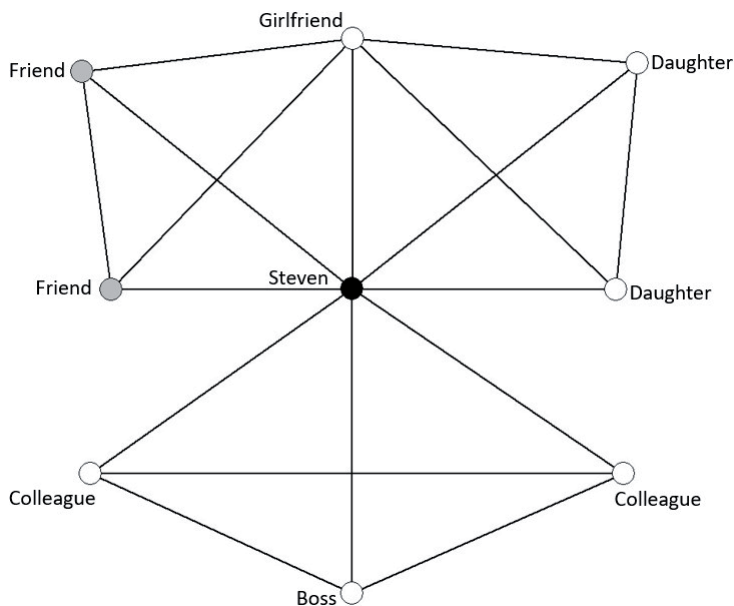 Girlfriend
Friend
Daughter
Steven
Friend
Daughter
Colleague
Colleague
Boss